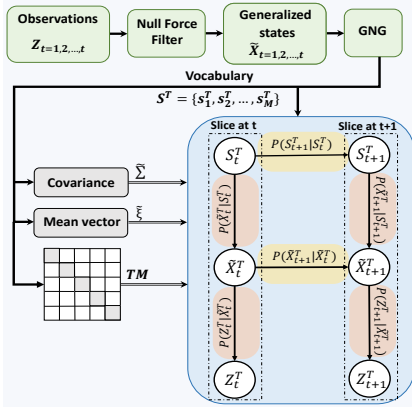 Observations
Z_{t=1,2,...,t}
Null Force
Filter
Generalized
states
X̃_{t=1,2,...,t}
GNG
Vocabulary
S^T = {s_1^T, s_2^T, ..., s_M^T}
Slice at t
Slice at t+1
S_t^T
P(S_{t+1}^T|S_t^T)
S_{t+1}^T
Covariance
Σ̃
P(X̃_t^T|S_t^T)
P(X̃_{t+1}^T|S_{t+1}^T)
Mean vector
ξ̃
X̃_t^T
P(X̃_{t+1}^T|X̃_t^T)
X̃_{t+1}^T
TM
P(Z_t^T|X̃_t^T)
P(Z_{t+1}^T|X̃_{t+1}^T)
Z_t^T
Z_{t+1}^T